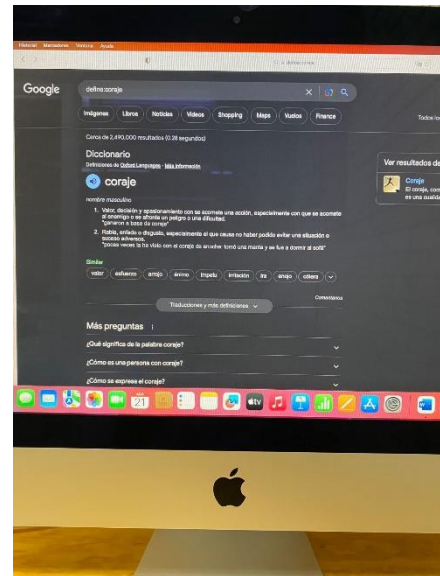 Historial Marcadores Ventana Ayuda
Google
define:coraje
Imágenes Libros Noticias Videos Shopping Maps Vuelos Finance
Todos los
Cerca de 2,490,000 resultados (0.28 segundos)
Diccionario
Definiciones de Oxford Languages · Más información
Ver resultados de
coraje
Coraje
El coraje, com
es una cualida
nombre masculino
1. Valor, decisión y apasionamiento con se acomete una acción, especialmente con que se acomete
al enemigo o se afronta un peligro o una dificultad.
"ganaron a base de coraje"
2. Rabia, enfado o disgusto, especialmente el que causa no haber podido evitar una situación o
suceso adversos.
"pocas veces la he visto con el coraje de anoche: tomó una manta y se fue a dormir al sofá"
Similar
valor esfuerzo arrojo ánimo ímpetu irritación ira enojo cólera
Comentarios
Traducciones y más definiciones
Más preguntas
¿Qué significa de la palabra coraje?
¿Cómo es una persona con coraje?
¿Cómo se expresa el coraje?
21
tv